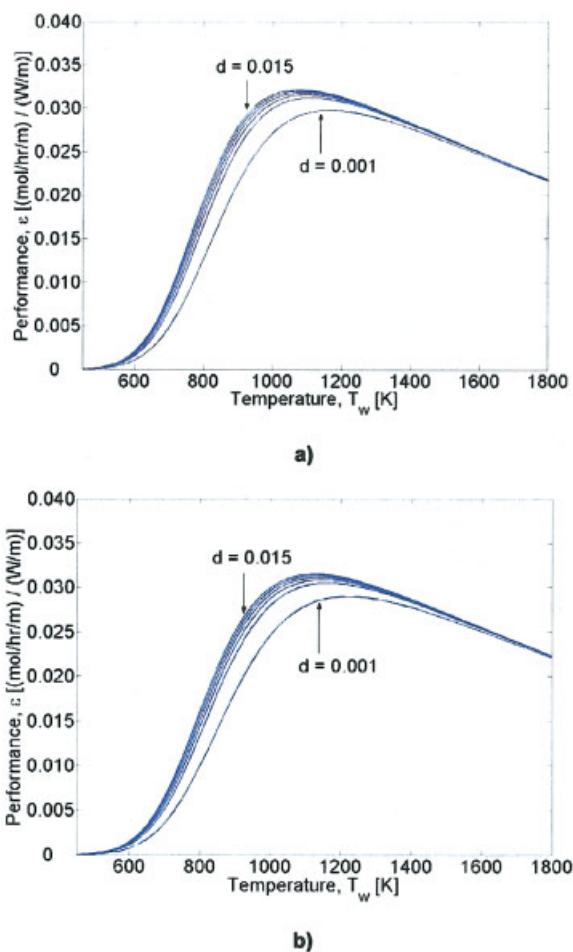 0.040
0.035
0.030
0.025
0.020
0.015
0.010
0.005
0
Performance, ε [(mol/hr/m) / (W/m)]
d = 0.015
d = 0.001
600 800 1000 1200 1400 1600 1800
Temperature, T_w [K]
a)
0.040
0.035
0.030
0.025
0.020
0.015
0.010
0.005
0
Performance, ε [(mol/hr/m) / (W/m)]
d = 0.015
d = 0.001
600 800 1000 1200 1400 1600 1800
Temperature, T_w [K]
b)